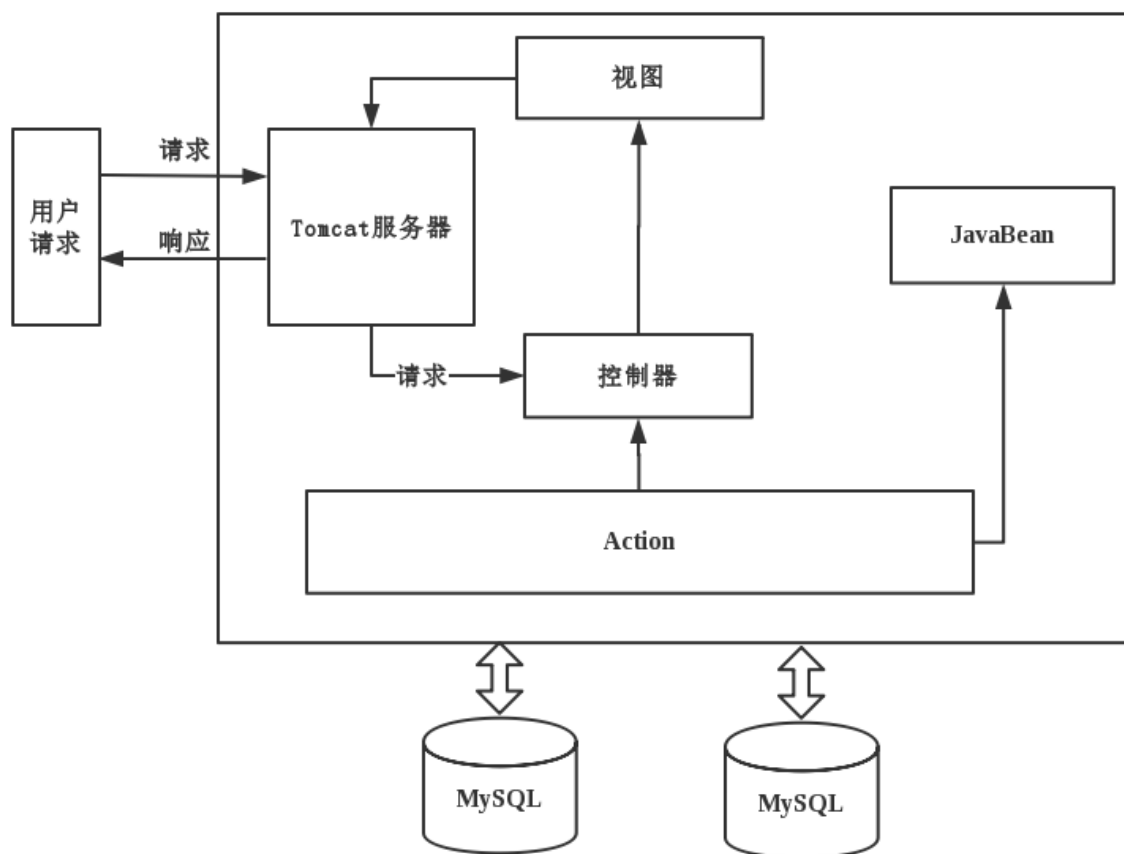 视图
请求
用户
请求
Tomcat服务器
响应
JavaBean
请求
控制器
Action
MySQL
MySQL